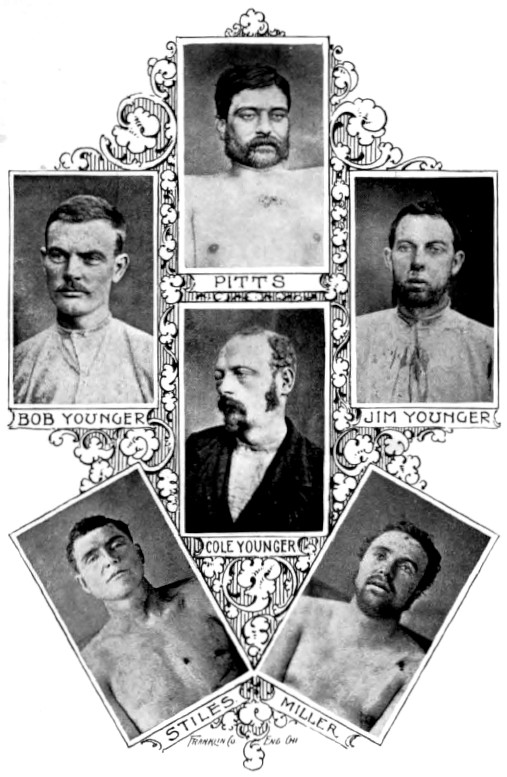 PITTS
BOB YOUNGER
JIM YOUNGER
COLE YOUNGER
STILES
MILLER
FRANKLIN CO ENG CHI